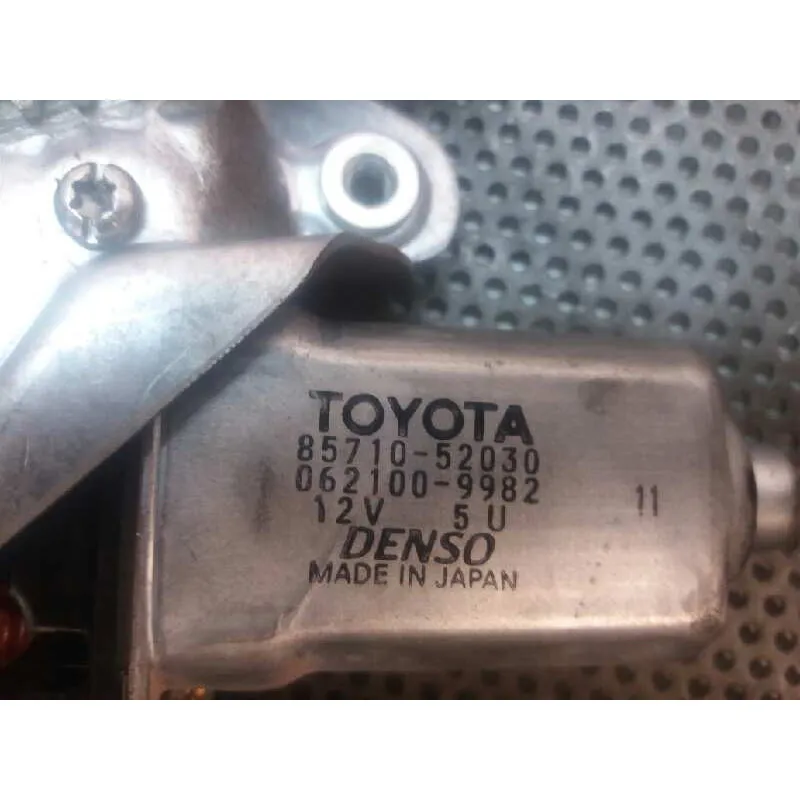 TOYOTA
85710-52030
062100-9982
12V 5U 11
DENSO
MADE IN JAPAN